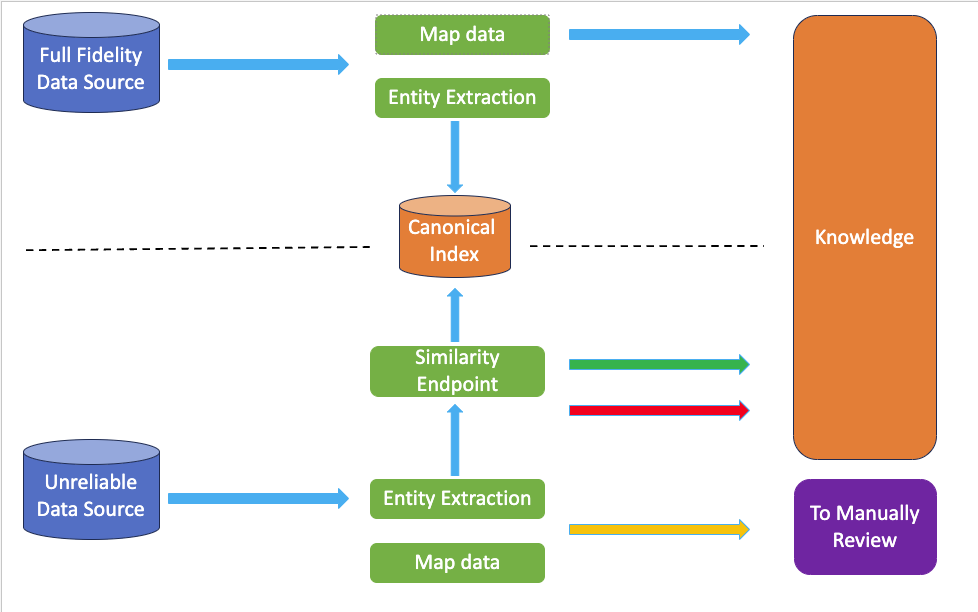 Full Fidelity
Data Source
Map data
Entity Extraction
Canonical
Index
Knowledge
Similarity
Endpoint
Unreliable
Data Source
Entity Extraction
Map data
To Manually
Review